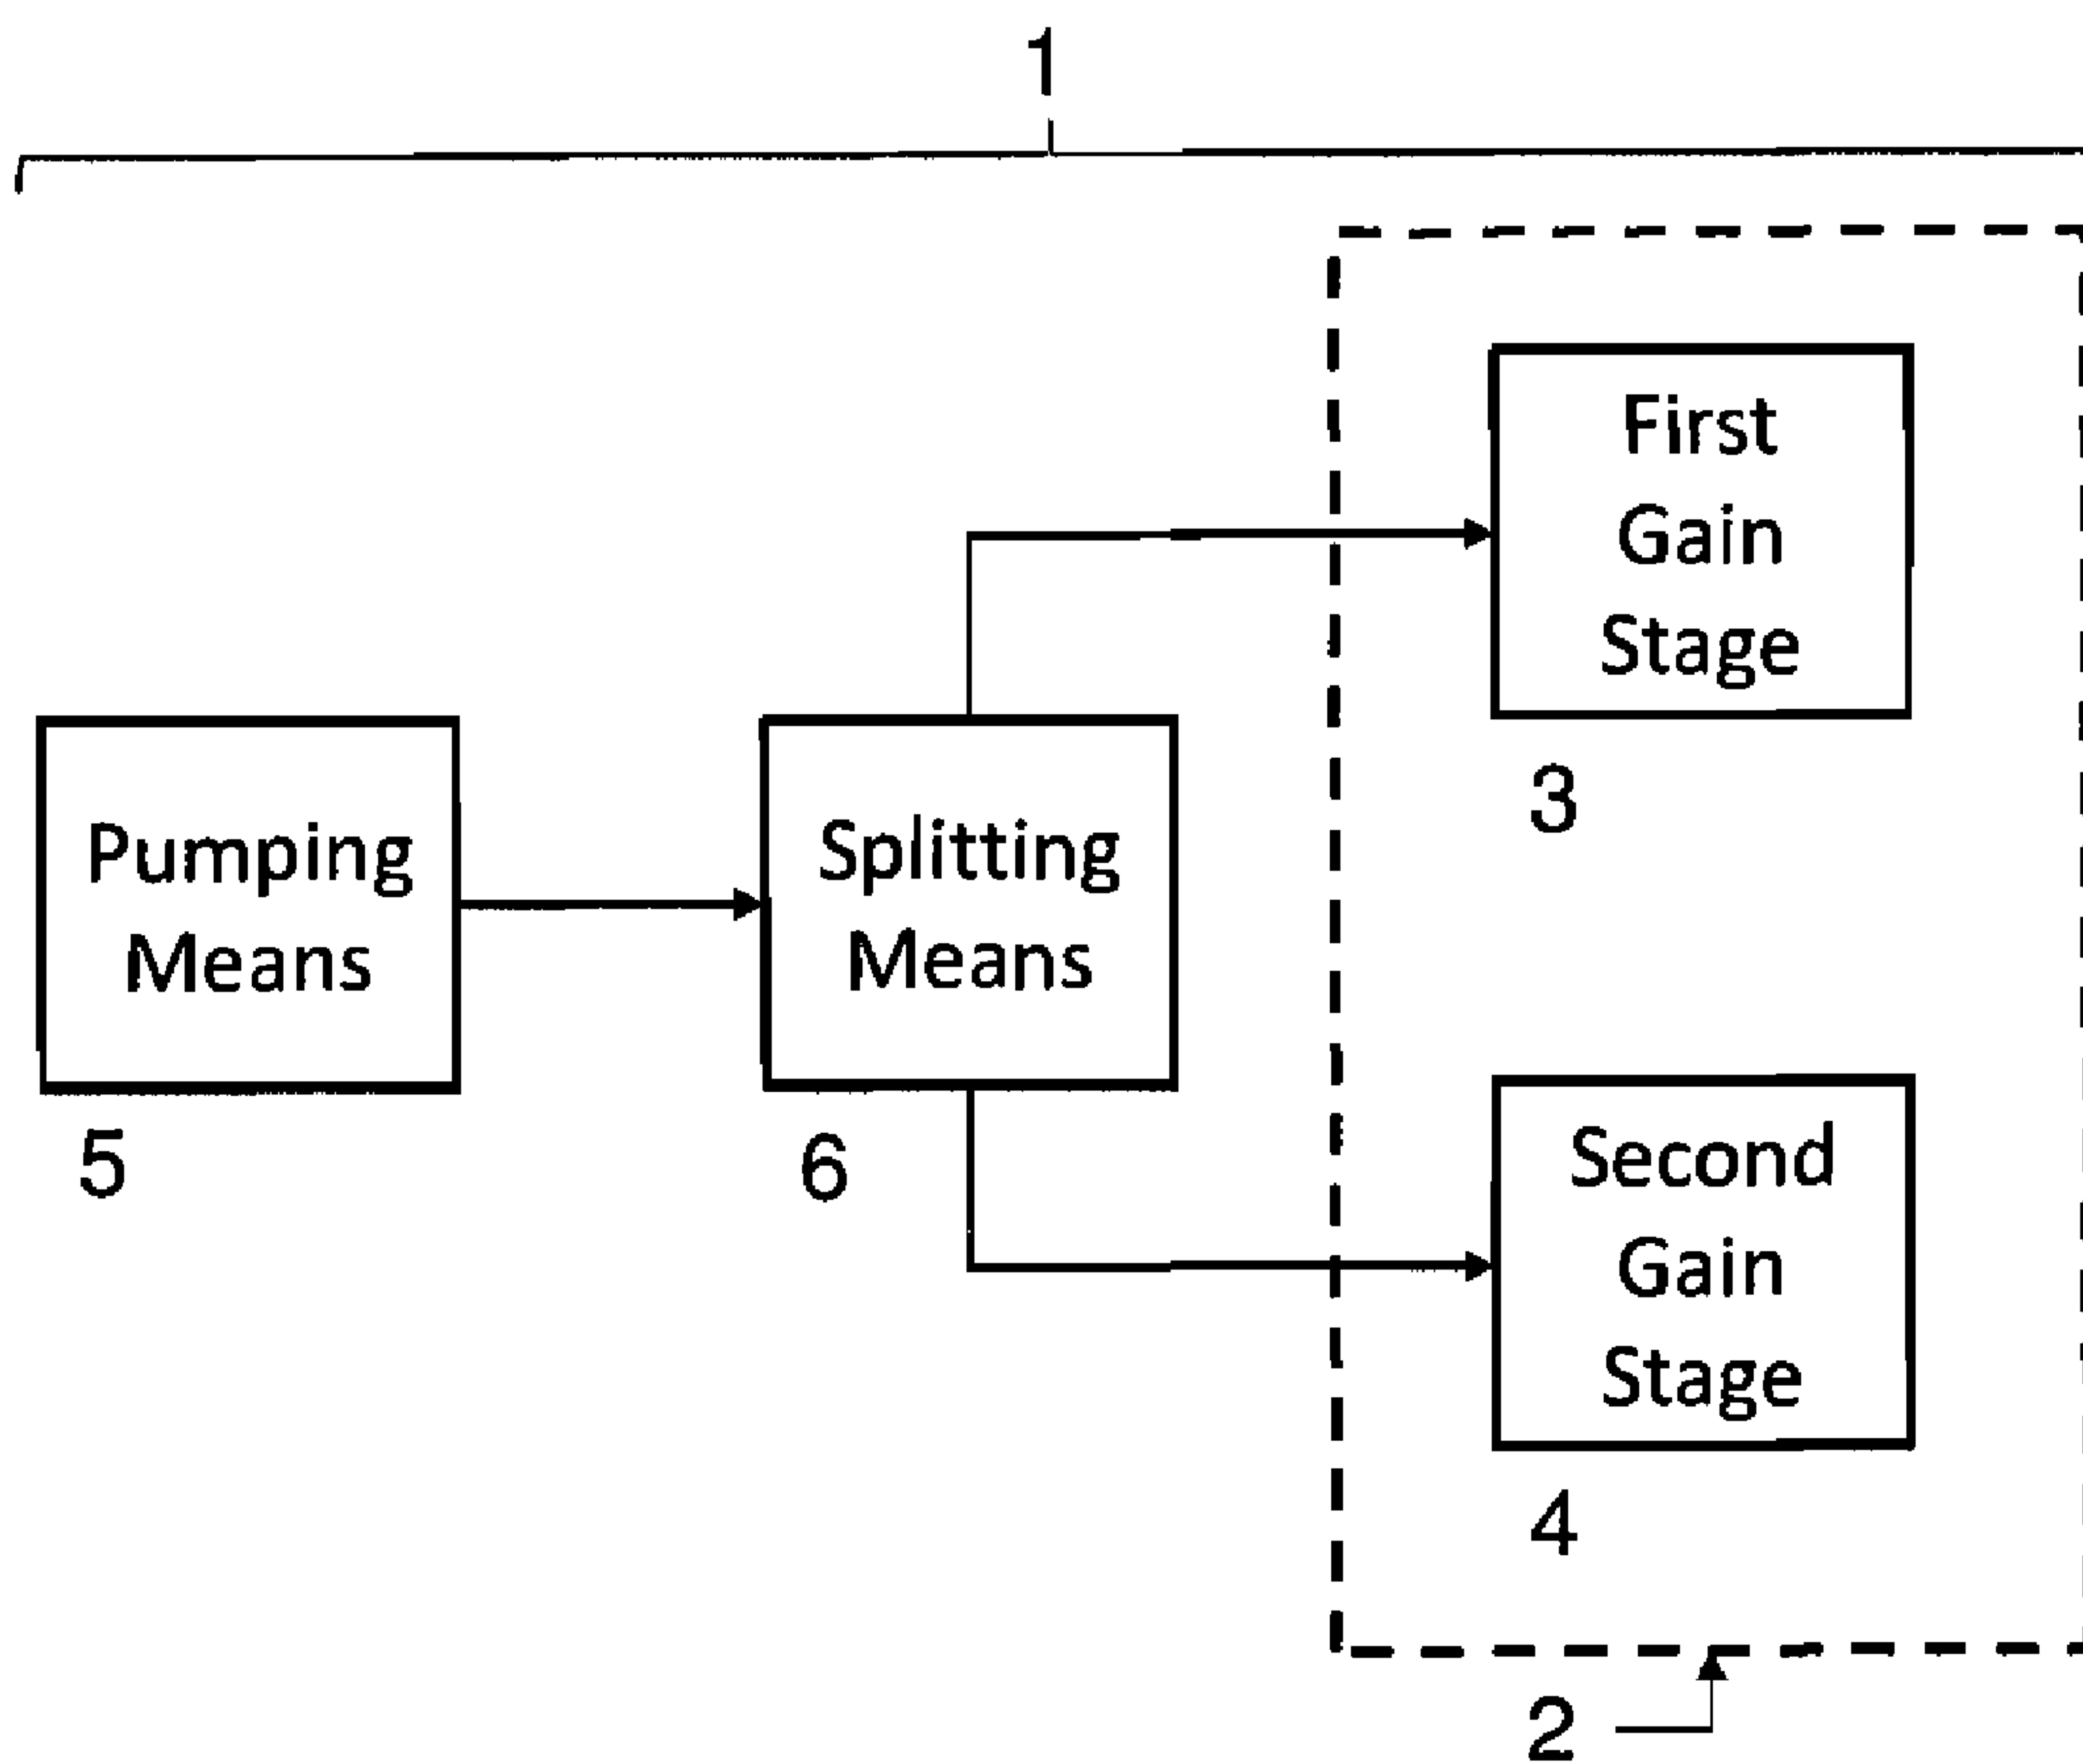 1
First
Gain
Stage
3
Pumping
Means
5
Splitting
Means
6
Second
Gain
Stage
4
2